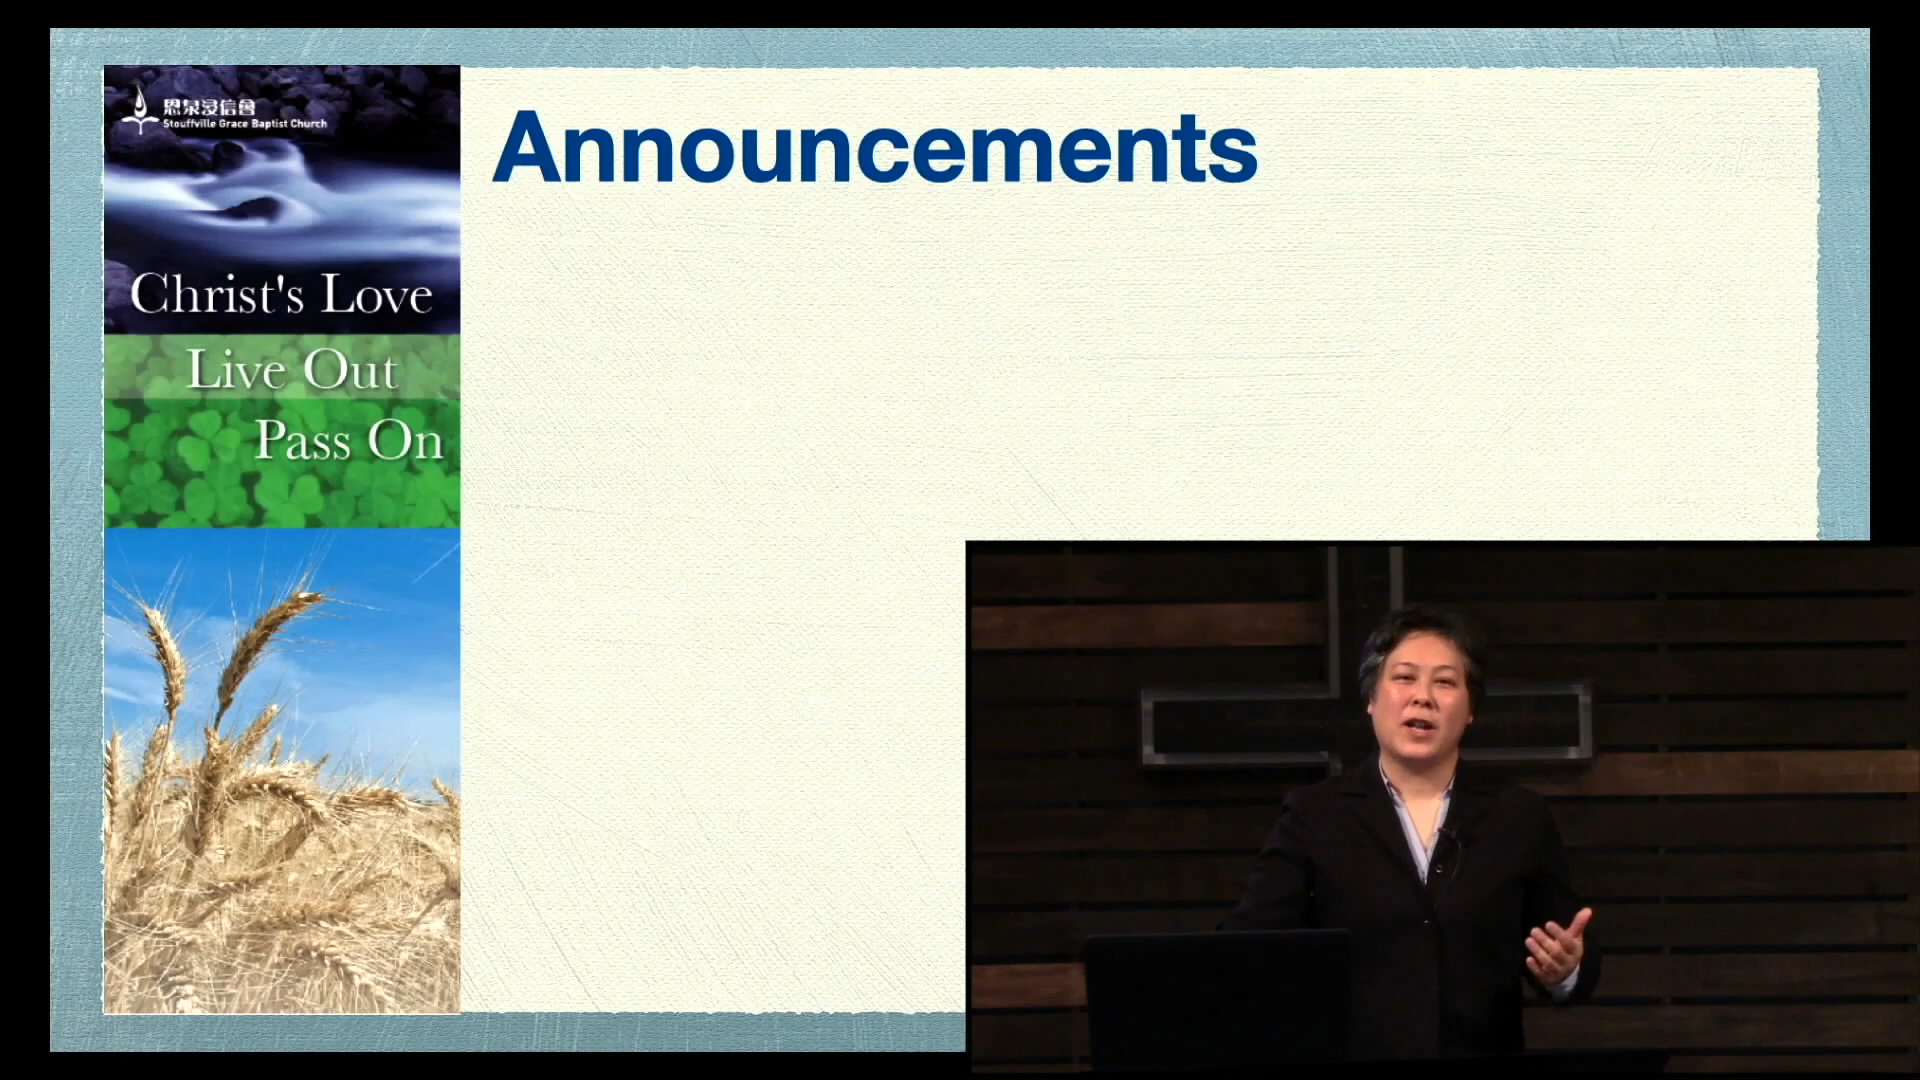 恩泉浸信會
Stouffville Grace Baptist Church
Christ's Love
Live Out
Pass On
Announcements